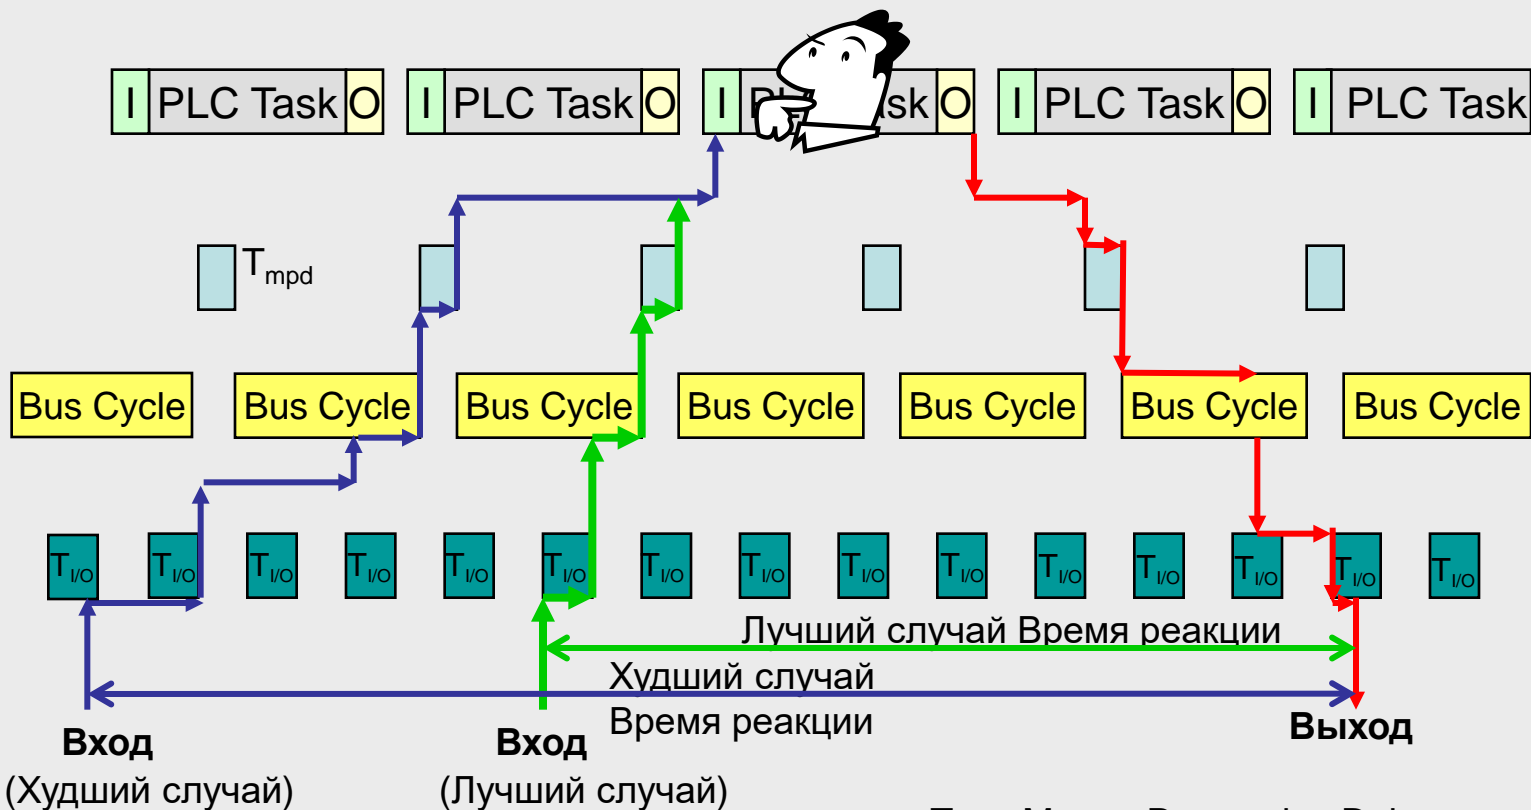 I PLC Task O I PLC Task O I sk O I PLC Task O I PLC Task
Tmpd
Bus Cycle Bus Cycle Bus Cycle Bus Cycle Bus Cycle Bus Cycle Bus Cycle
TI/O TI/O TI/O TI/O TI/O TI/O TI/O TI/O TI/O TI/O TI/O TI/O TI/O TI/O TI/O
Лучший случай Время реакции
Худший случай
Время реакции
Вход
(Худший случай)
Вход
(Лучший случай)
Выход